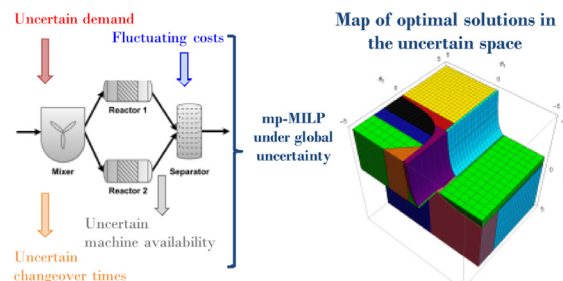 Uncertain demand
Fluctuating costs
Reactor 1
Mixer
Reactor 2
Separator
Uncertain
machine availability
Uncertain
changeover times
mp-MILP
under global
uncertainty
Map of optimal solutions in
the uncertain space